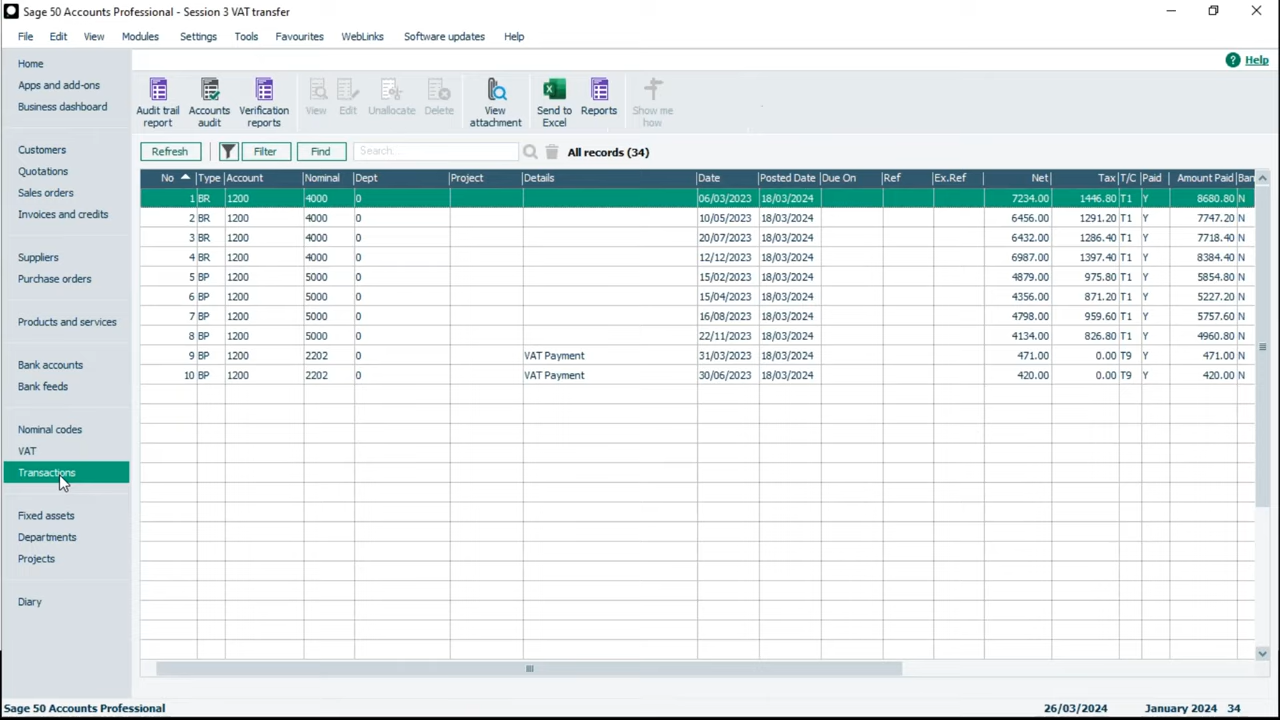 Sage 50 Accounts Professional - Session 3 VAT transfer
File Edit View Modules Settings Tools Favourites WebLinks Software updates Help
Help
Home
Apps and add-ons
Business dashboard
Customers
Quotations
Sales orders
Invoices and credits
Suppliers
Purchase orders
Products and services
Bank accounts
Bank feeds
Nominal codes
VAT
Transactions
Fixed assets
Departments
Projects
Diary
Audit trail report
Accounts audit
Verification reports
View
Edit
Unallocate
Delete
View attachment
Send to Excel
Reports
Show me how
Refresh Filter Find Search... All records (34)
No Type Account Nominal Dept Project Details Date Posted Date Due On Ref Ex.Ref Net Tax T/C Paid Amount Paid Ban
1 BR 1200 4000 0 06/03/2023 18/03/2024 7234.00 1446.80 T1 Y 8680.80 N
2 BR 1200 4000 0 10/05/2023 18/03/2024 6456.00 1291.20 T1 Y 7747.20 N
3 BR 1200 4000 0 20/07/2023 18/03/2024 6432.00 1286.40 T1 Y 7718.40 N
4 BR 1200 4000 0 12/12/2023 18/03/2024 6987.00 1397.40 T1 Y 8384.40 N
5 BP 1200 5000 0 15/02/2023 18/03/2024 4879.00 975.80 T1 Y 5854.80 N
6 BP 1200 5000 0 15/04/2023 18/03/2024 4356.00 871.20 T1 Y 5227.20 N
7 BP 1200 5000 0 16/08/2023 18/03/2024 4798.00 959.60 T1 Y 5757.60 N
8 BP 1200 5000 0 22/11/2023 18/03/2024 4134.00 826.80 T1 Y 4960.80 N
9 BP 1200 2202 0 VAT Payment 31/03/2023 18/03/2024 471.00 0.00 T9 Y 471.00 N
10 BP 1200 2202 0 VAT Payment 30/06/2023 18/03/2024 420.00 0.00 T9 Y 420.00 N
Sage 50 Accounts Professional 26/03/2024 January 2024 34